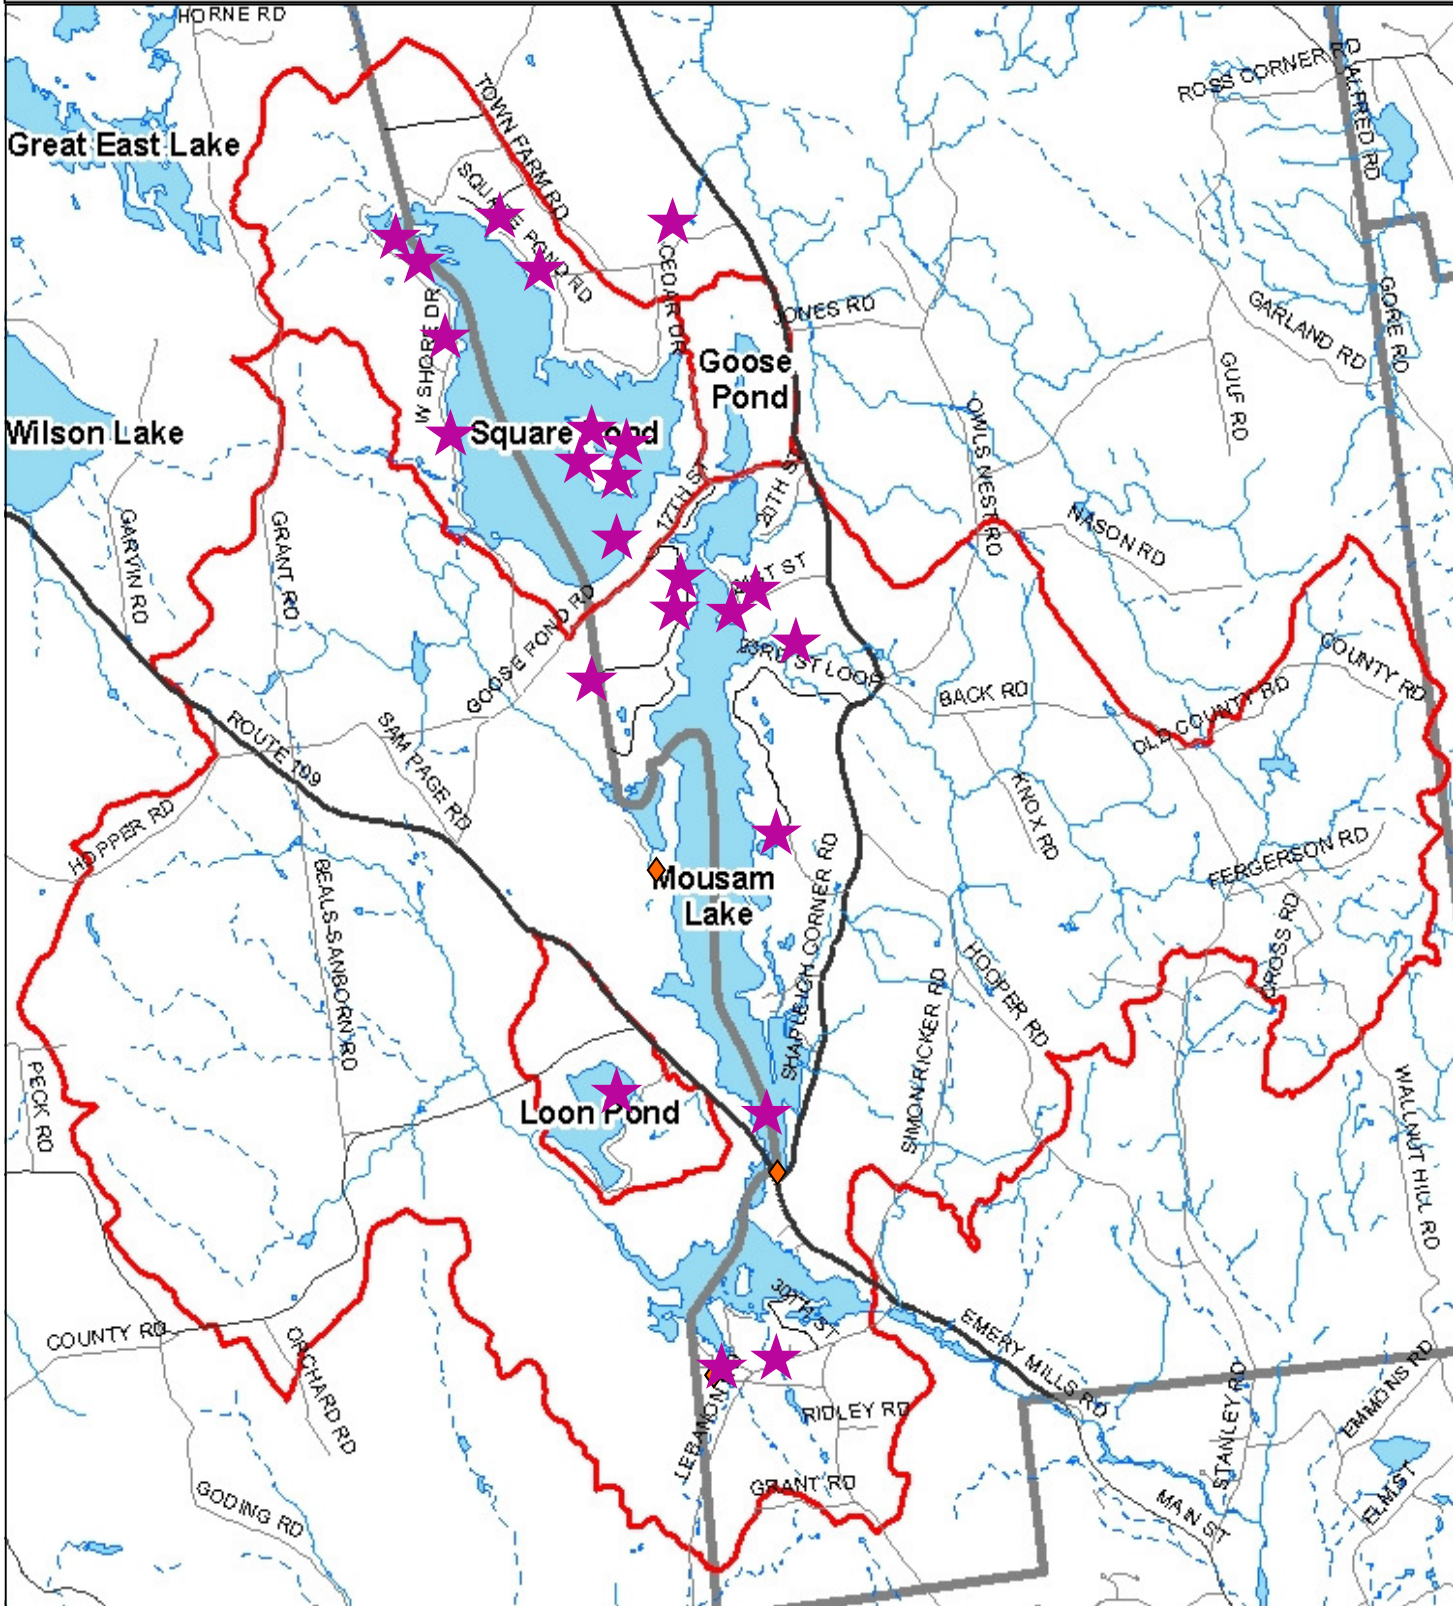 HORNE RD
ROSS CORNER RD
ALFRED RD
TOWN FARM RD
Great East Lake
SQUARE POND RD
CEDAR DR
JONES RD
GARLAND RD
GORE RD
W SHORE DR
Goose
Pond
GULF RD
Wilson Lake
Square Pond
OWLS NEST RD
17TH ST
20TH ST
GARVIN RD
GRANT RD
NASON RD
GOOSE POND RD
23RD ST LOOP
COUNTY RD
BACK RD
OLD COUNTY RD
ROUTE 109
SAM PAGE RD
KNOX RD
HOPPER RD
FERGERSON RD
BEALS-SANBORN RD
Mousam
Lake
SHAPLEIGH CORNER RD
CROSS RD
HOOPER RD
SIMON RICKER RD
PECK RD
Loon Pond
WALLNUT HILL RD
30TH ST
COUNTY RD
ORCHARD RD
EMERY MILLS RD
EMMONS RD
STANLEY RD
RIDLEY RD
GODING RD
GRANT RD
MAIN ST
ELM ST